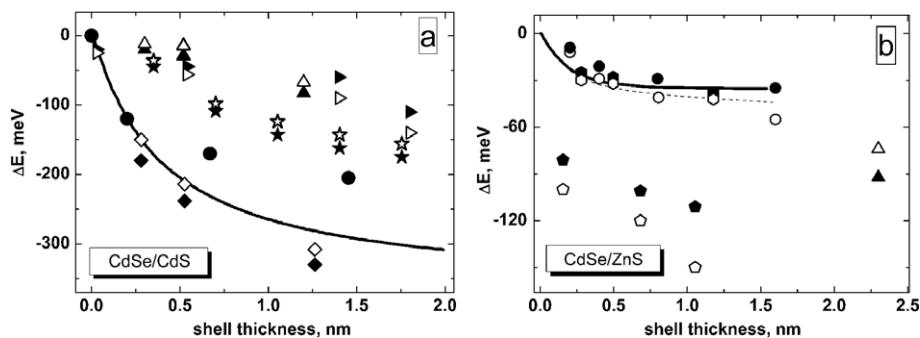 a
0
-100
-200
-300
ΔE, meV
CdSe/CdS
0.0 0.5 1.0 1.5 2.0
shell thickness, nm
b
0
-60
-120
ΔE, meV
CdSe/ZnS
0.0 0.5 1.0 1.5 2.0 2.5
shell thickness, nm